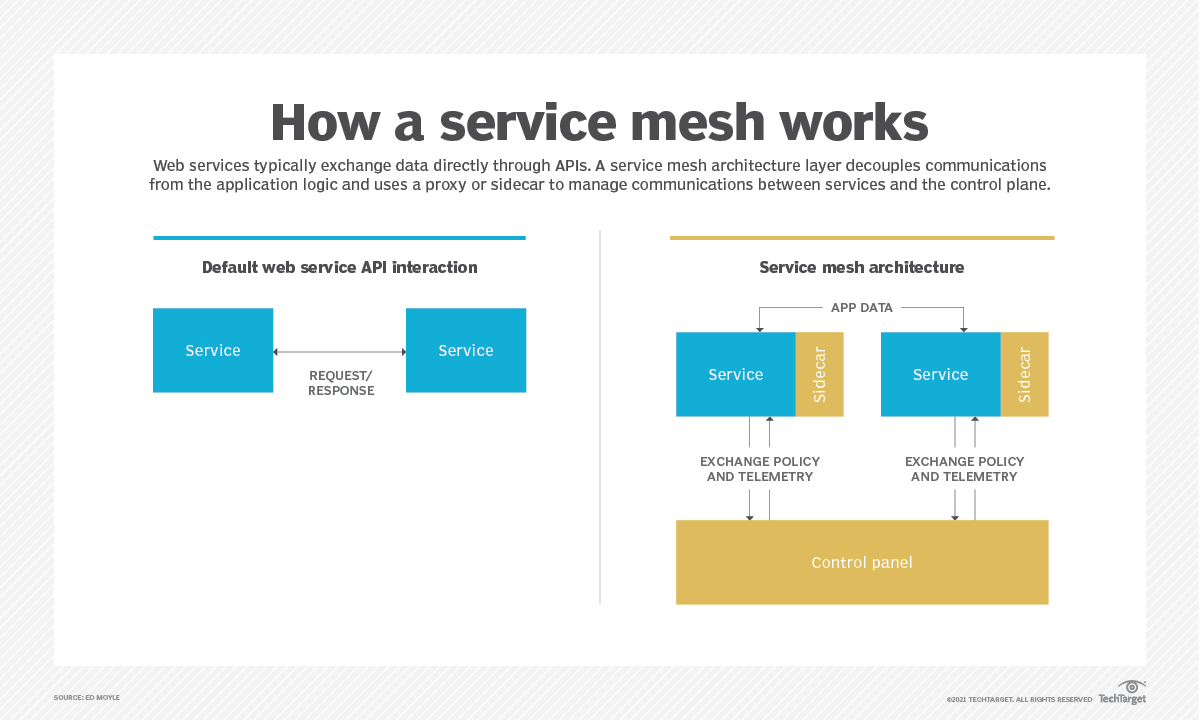 How a service mesh works
Web services typically exchange data directly through APIs. A service mesh architecture layer decouples communications
from the application logic and uses a proxy or sidecar to manage communications between services and the control plane.
Default web service API interaction
Service
Service
REQUEST/
RESPONSE
Service mesh architecture
APP DATA
Service
Sidecar
Service
Sidecar
EXCHANGE POLICY
AND TELEMETRY
EXCHANGE POLICY
AND TELEMETRY
Control panel
SOURCE: ED MOYLE
©2021 TECHTARGET. ALL RIGHTS RESERVED
TechTarget